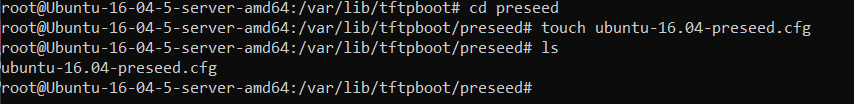 root@Ubuntu-16-04-5-server-amd64:/var/lib/tftpboot# cd preseed
root@Ubuntu-16-04-5-server-amd64:/var/lib/tftpboot/preseed# touch ubuntu-16.04-preseed.cfg
root@Ubuntu-16-04-5-server-amd64:/var/lib/tftpboot/preseed# ls
ubuntu-16.04-preseed.cfg
root@Ubuntu-16-04-5-server-amd64:/var/lib/tftpboot/preseed#